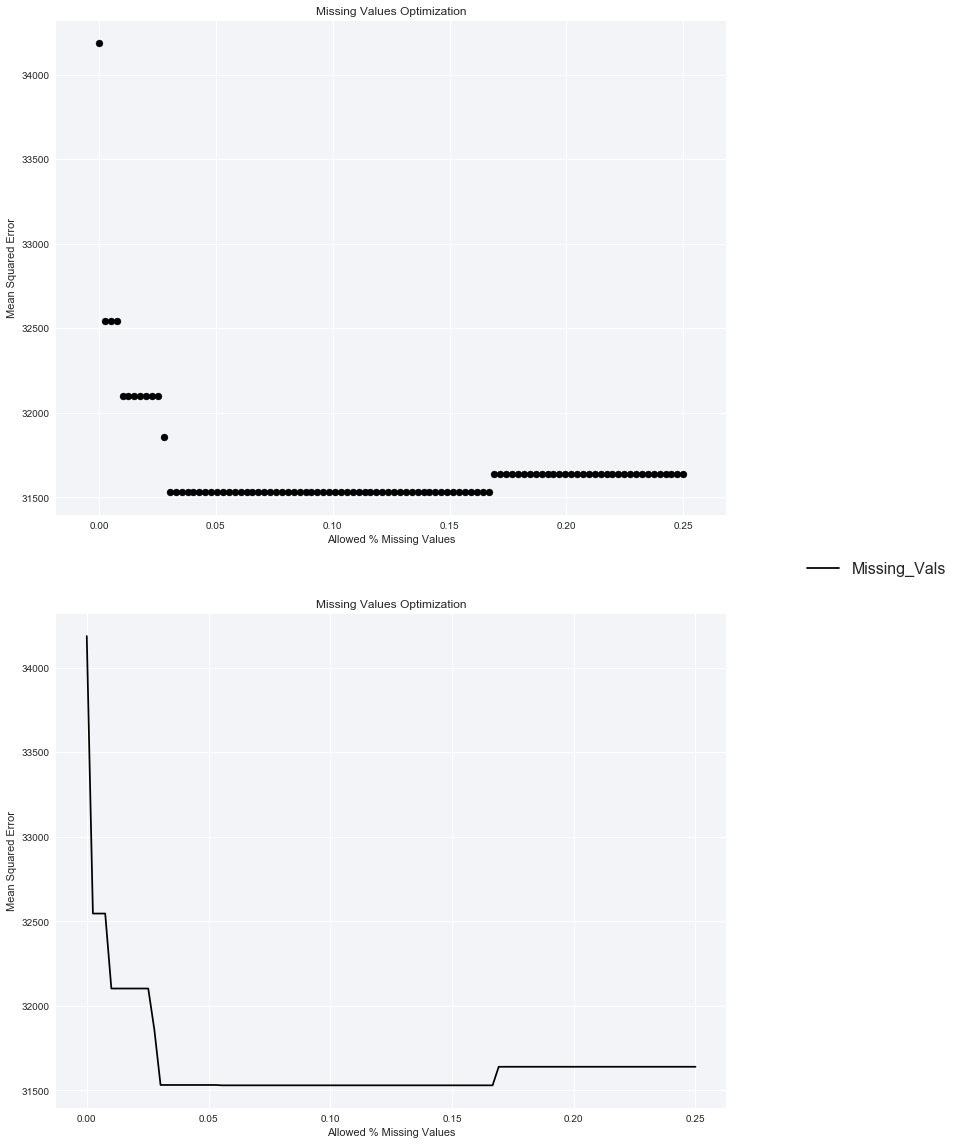 Missing Values Optimization
34000
33500
33000
32500
32000
31500
Mean Squared Error
0.00 0.05 0.10 0.15 0.20 0.25
Allowed % Missing Values
Missing_Vals
Missing Values Optimization
34000
33500
33000
32500
32000
31500
Mean Squared Error
0.00 0.05 0.10 0.15 0.20 0.25
Allowed % Missing Values